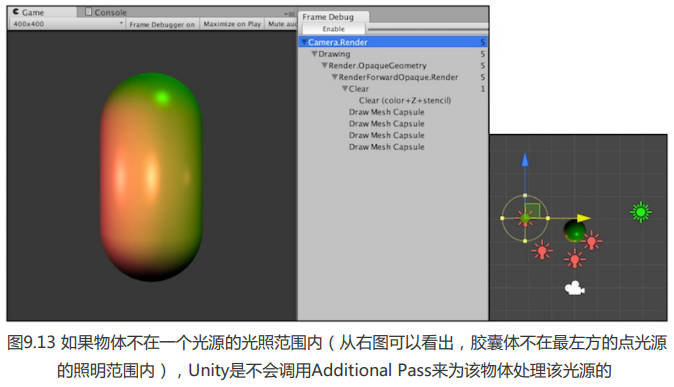 Game
Console
400x400
Frame Debugger on
Maximize on Play
Mute au
Frame Debug
Enable
Camera.Render 5
Drawing 5
Render.OpaqueGeometry 5
RenderForwardOpaque.Render 5
Clear 1
Clear (color+Z+stencil)
Draw Mesh Capsule
Draw Mesh Capsule
Draw Mesh Capsule
Draw Mesh Capsule
图9.13 如果物体不在一个光源的光照范围内（从右图可以看出，胶囊体不在最左方的点光源
的照明范围内），Unity是不会调用Additional Pass来为该物体处理该光源的